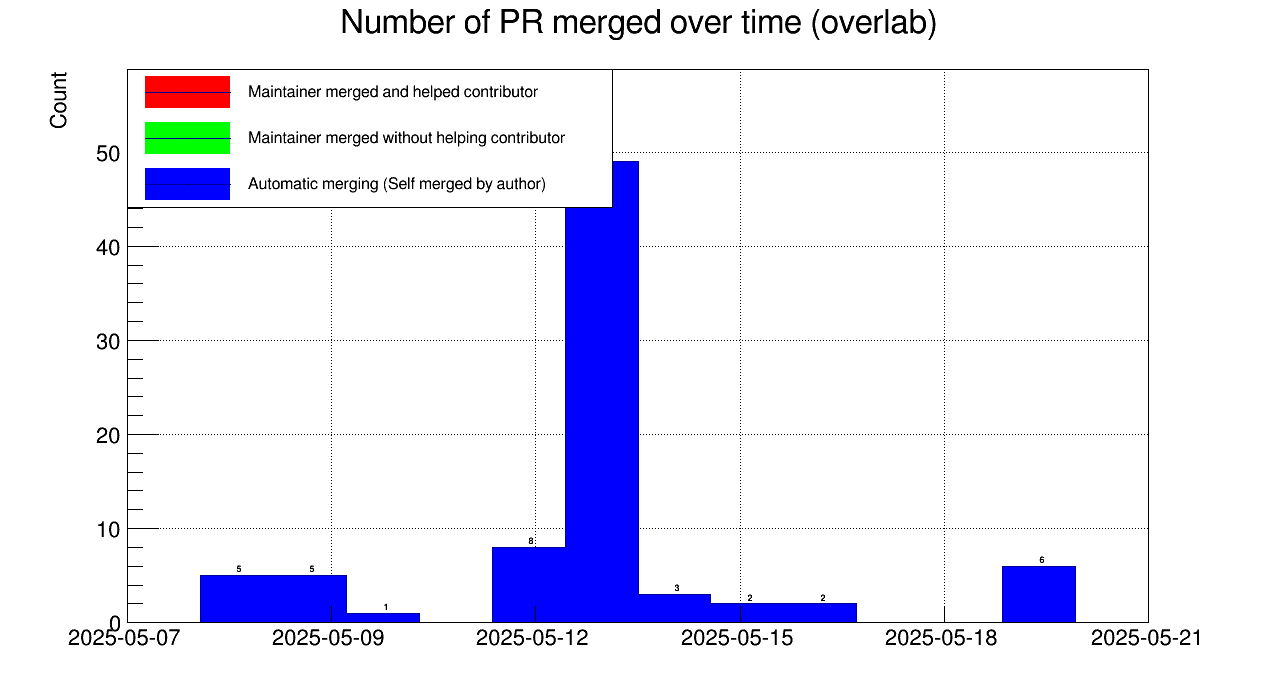 Number of PR merged over time (overlab)
Count
Maintainer merged and helped contributor
Maintainer merged without helping contributor
Automatic merging (Self merged by author)
50
40
30
20
10
0
5 5 1 8 3 2 2 6
2025-05-07 2025-05-09 2025-05-12 2025-05-15 2025-05-18 2025-05-21